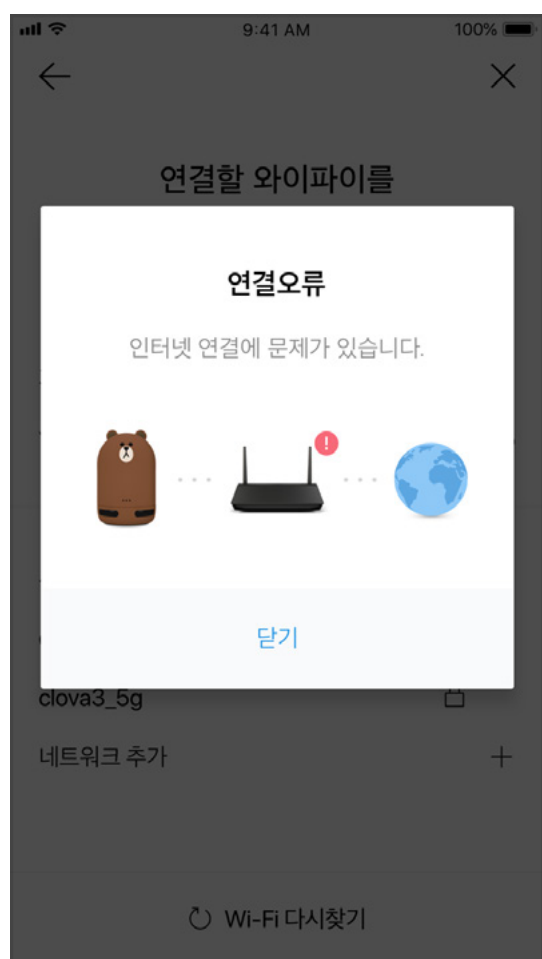 9:41 AM
100%
연결할 와이파이를
연결오류
인터넷 연결에 문제가 있습니다.
닫기
clova3_5g
네트워크 추가
Wi-Fi 다시찾기